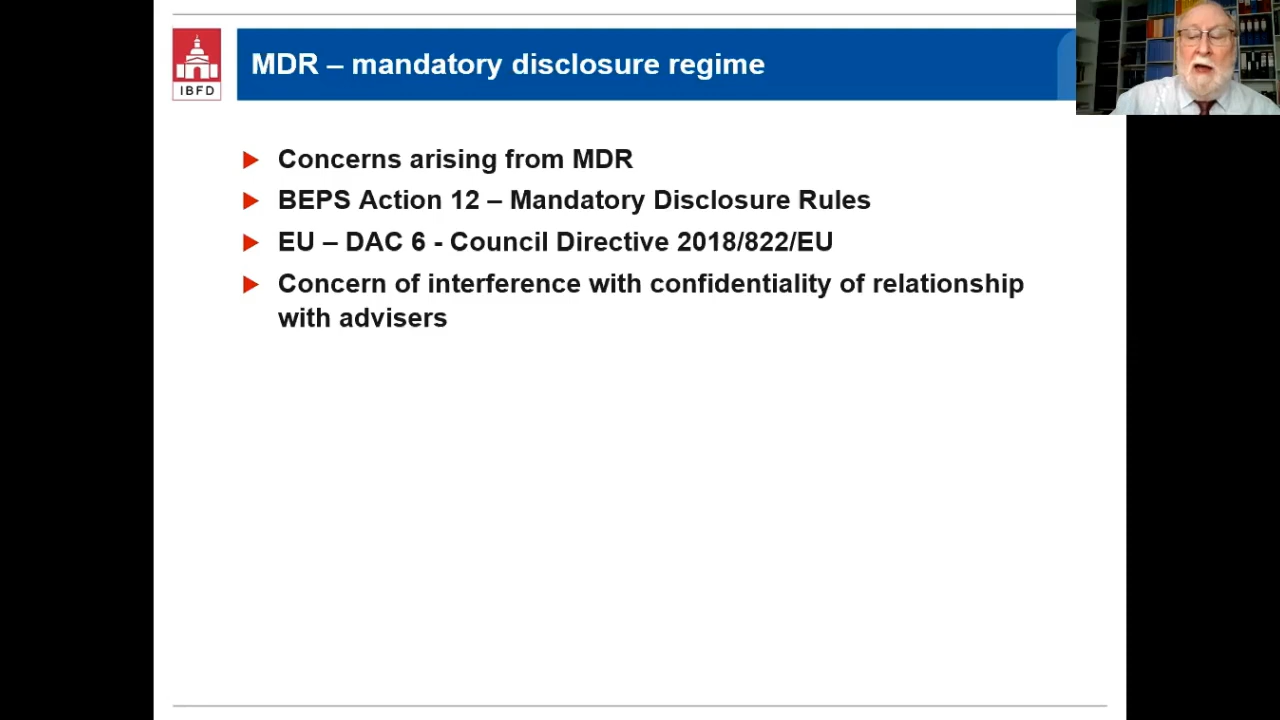 IBFD
MDR – mandatory disclosure regime
Concerns arising from MDR
BEPS Action 12 – Mandatory Disclosure Rules
EU – DAC 6 - Council Directive 2018/822/EU
Concern of interference with confidentiality of relationship
with advisers